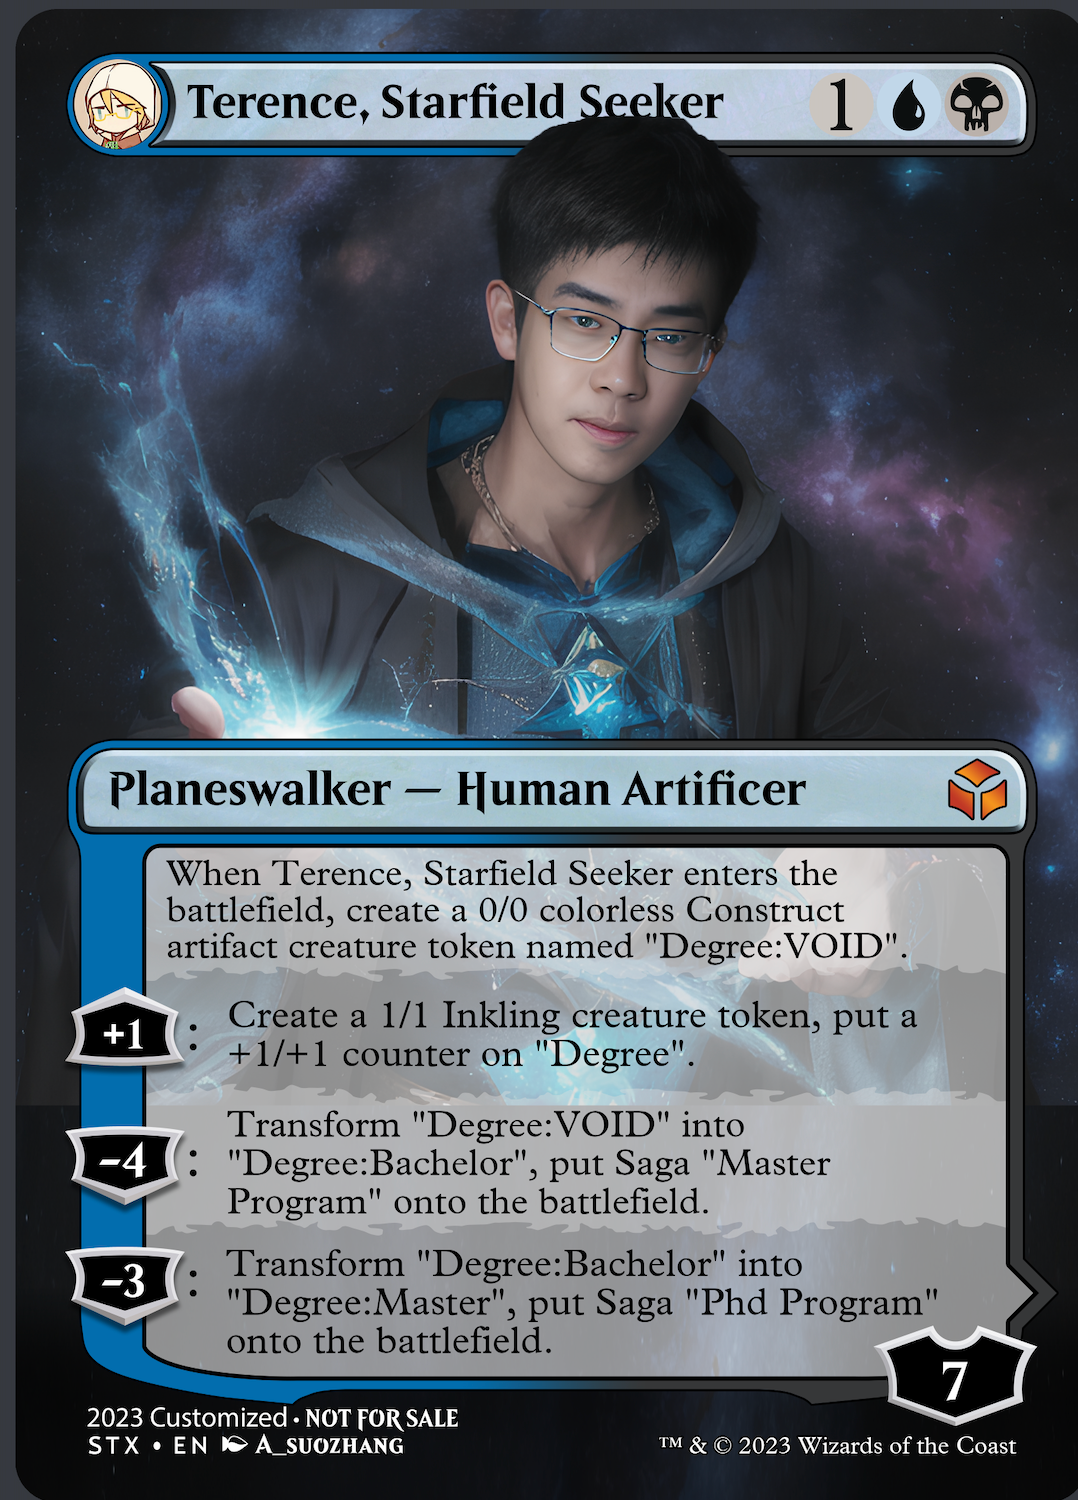 Terence, Starfield Seeker 1
Planeswalker — Human Artificer
When Terence, Starfield Seeker enters the
battlefield, create a 0/0 colorless Construct
artifact creature token named "Degree:VOID".
+1 : Create a 1/1 Inkling creature token, put a
+1/+1 counter on "Degree".
−4 : Transform "Degree:VOID" into
"Degree:Bachelor", put Saga "Master
Program" onto the battlefield.
−3 : Transform "Degree:Bachelor" into
"Degree:Master", put Saga "Phd Program"
onto the battlefield.
7
2023 Customized • NOT FOR SALE
STX • EN A_SUOZHANG
™ & © 2023 Wizards of the Coast